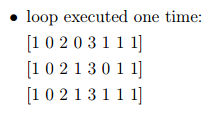 • loop executed one time:
[1 0 2 0 3 1 1 1]
[1 0 2 1 3 0 1 1]
[1 0 2 1 3 1 1 1]